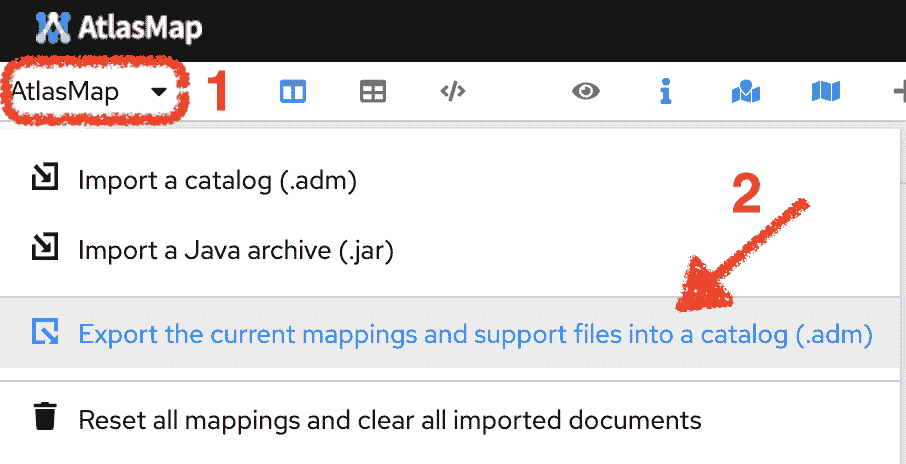 AtlasMap
AtlasMap 1
2
Import a catalog (.adm)
Import a Java archive (.jar)
Export the current mappings and support files into a catalog (.adm)
Reset all mappings and clear all imported documents